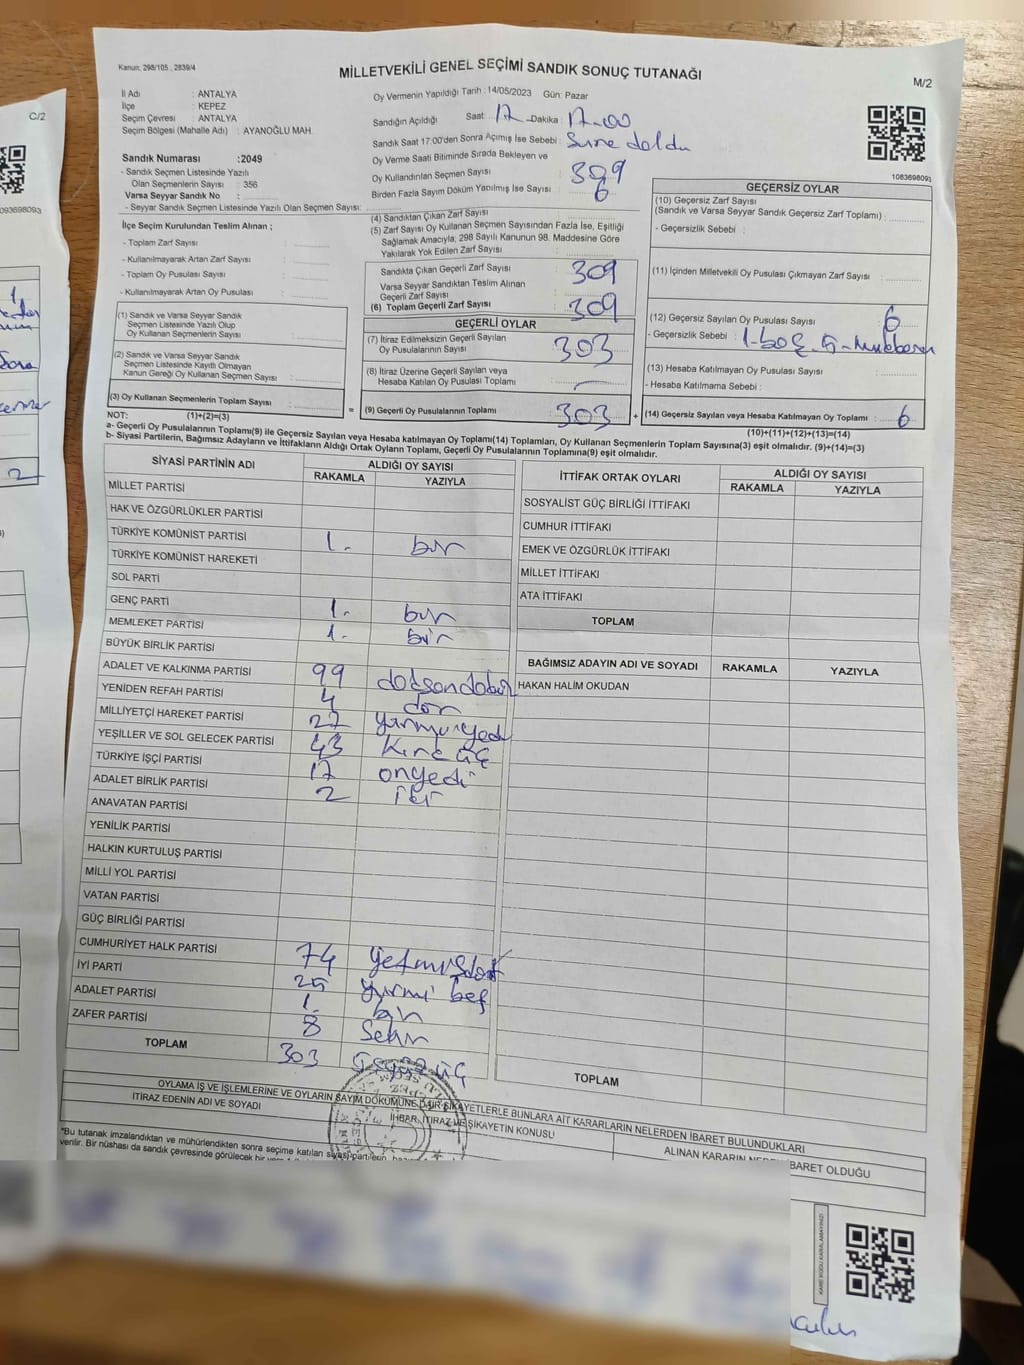 Kanun; 298/105 , 2839/4
MİLLETVEKİLİ GENEL SEÇİMİ SANDIK SONUÇ TUTANAĞI
M/2
C/2
İl Adı : ANTALYA
İlçe : KEPEZ
Seçim Çevresi : ANTALYA
Seçim Bölgesi (Mahalle Adı) : AYANOĞLU MAH.
Sandık Numarası :2049
- Sandık Seçmen Listesinde Yazılı
Olan Seçmenlerin Sayısı : 356
Varsa Seyyar Sandık No :
- Seyyar Sandık Seçmen Listesinde Yazılı Olan Seçmen Sayısı:
Oy Vermenin Yapıldığı Tarih : 14/05/2023 Gün: Pazar
Sandığın Açıldığı Saat: 17 Dakika : 17-00
Sandık Saat 17:00'den Sonra Açımış İse Sebebi : Süre doldu
Oy Verme Saati Bitiminde Sırada Bekleyen ve
Oy Kullandırılan Seçmen Sayısı :
Birden Fazla Sayım Döküm Yapılmış İse Sayısı :
1083698091
İlçe Seçim Kurulundan Teslim Alınan ;
- Toplam Zarf Sayısı :
- Kullanılmayarak Artan Zarf Sayısı :
- Toplam Oy Pusulası Sayısı :
- Kullanılmayarak Artan Oy Pusulası :
(4) Sandıktan Çıkan Zarf Sayısı
(5) Zarf Sayısı Oy Kullanan Seçmen Sayısından Fazla İse, Eşitliği
Sağlamak Amacıyla; 298 Sayılı Kanunun 98. Maddesine Göre
Yakılarak Yok Edilen Zarf Sayısı :
Sandıkta Çıkan Geçerli Zarf Sayısı : 309
Varsa Seyyar Sandıktan Teslim Alınan
Geçerli Zarf Sayısı :
(6) Toplam Geçerli Zarf Sayısı : 309
GEÇERSİZ OYLAR
(10) Geçersiz Zarf Sayısı
(Sandık ve Varsa Seyyar Sandık Geçersiz Zarf Toplamı) :
- Geçersizlik Sebebi :
(11) İçinden Milletvekili Oy Pusulası Çıkmayan Zarf Sayısı :
(12) Geçersiz Sayılan Oy Pusulası Sayısı : 6
- Geçersizlik Sebebi : 1-boş 5-Mükkerer
(13) Hesaba Katılmayan Oy Pusulası Sayısı :
- Hesaba Katılmama Sebebi :
(14) Geçersiz Sayılan veya Hesaba Katılmayan Oy Toplamı : 6
(10)+(11)+(12)+(13)=(14)
(1) Sandık ve Varsa Seyyar Sandık
Seçmen Listesinde Yazılı Olup
Oy Kullanan Seçmenlerin Sayısı :
(2) Sandık ve Varsa Seyyar Sandık
Seçmen Listesinde Kayıtlı Olmayan
Kanun Gereği Oy Kullanan Seçmen Sayısı :
(3) Oy Kullanan Seçmenlerin Toplam Sayısı :
(1)+(2)=(3)
GEÇERLİ OYLAR
(7) İtiraz Edilmeksizin Geçerli Sayılan
Oy Pusulalarının Sayısı : 303
(8) İtiraz Üzerine Geçerli Sayılan veya
Hesaba Katılan Oy Pusulası Toplamı : -
= (9) Geçerli Oy Pusulalarının Toplamı : 303 +
NOT:
a- Geçerli Oy Pusulalarının Toplamı(9) ile Geçersiz Sayılan veya Hesaba katılmayan Oy Toplamı(14) Toplamları, Oy Kullanan Seçmenlerin Toplam Sayısına(3) eşit olmalıdır. (9)+(14)=(3)
b- Siyasi Partilerin, Bağımsız Adayların ve İttifakların Aldığı Ortak Oyların Toplamı, Geçerli Oy Pusulalarının Toplamına(9) eşit olmalıdır.
SİYASİ PARTİNİN ADI ALDIĞI OY SAYISI
RAKAMLA YAZIYLA
MİLLET PARTİSİ
HAK VE ÖZGÜRLÜKLER PARTİSİ
TÜRKİYE KOMÜNİST PARTİSİ 1. bir
TÜRKİYE KOMÜNİST HAREKETİ
SOL PARTİ
GENÇ PARTİ 1. bir
MEMLEKET PARTİSİ 1. bir
BÜYÜK BİRLİK PARTİSİ
ADALET VE KALKINMA PARTİSİ 99
YENİDEN REFAH PARTİSİ 4
MİLLİYETÇİ HAREKET PARTİSİ 27 yirmiyedi
YEŞİLLER VE SOL GELECEK PARTİSİ 43 Kırk üç
TÜRKİYE İŞÇİ PARTİSİ 17 onyedi
ADALET BİRLİK PARTİSİ 2 iki
ANAVATAN PARTİSİ
YENİLİK PARTİSİ
HALKIN KURTULUŞ PARTİSİ
MİLLİ YOL PARTİSİ
VATAN PARTİSİ
GÜÇ BİRLİĞİ PARTİSİ
CUMHURİYET HALK PARTİSİ 74 yetmişdört
İYİ PARTİ 25 yirmi beş
ADALET PARTİSİ 1. bir
ZAFER PARTİSİ 8 Sekiz
TOPLAM 303 Üçyüz üç
İTTİFAK ORTAK OYLARI ALDIĞI OY SAYISI
RAKAMLA YAZIYLA
SOSYALİST GÜÇ BİRLİĞİ İTTİFAKI
CUMHUR İTTİFAKI
EMEK VE ÖZGÜRLÜK İTTİFAKI
MİLLET İTTİFAKI
ATA İTTİFAKI
TOPLAM
BAĞIMSIZ ADAYIN ADI VE SOYADI RAKAMLA YAZIYLA
HAKAN HALİM OKUDAN
TOPLAM
OYLAMA İŞ VE İŞLEMLERİNE VE OYLARIN SAYIM DÖKÜMÜNE DAİR ŞİKAYETLERLE BUNLARA AİT KARARLARIN NELERDEN İBARET BULUNDUKLARI
İTİRAZ EDENİN ADI VE SOYADI
İHBAR, İTİRAZ VE ŞİKAYETİN KONUSU
ALINAN KARARIN NEDEN İBARET OLDUĞU
*Bu tutanak imzalandıktan ve mühürlendikten sonra seçime katılan siyasi partilerin
verilir. Bir nüshası da sandık çevresinde
KARE KODU KARALAMAYINIZ!